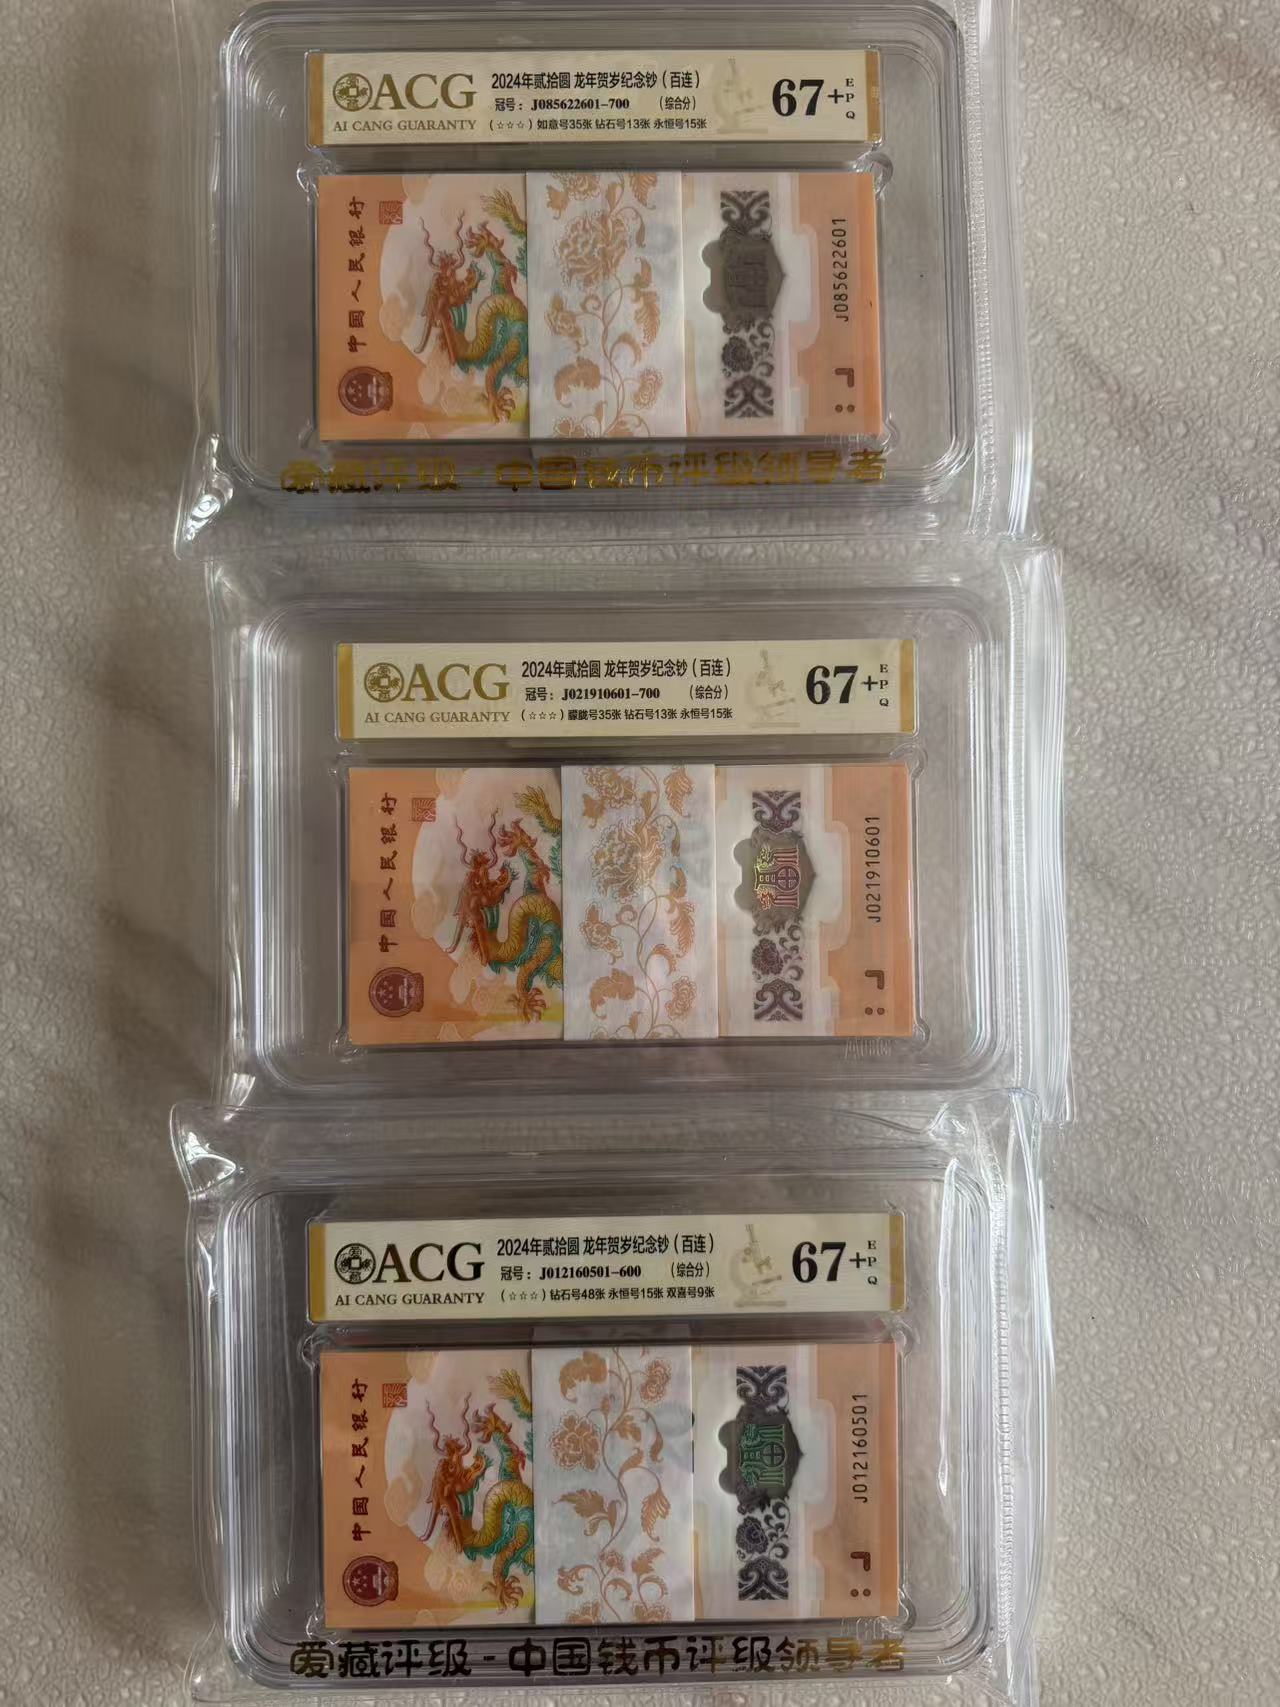 ACG
AI CANG GUARANTY
2024年贰拾圆 龙年贺岁纪念钞（百连）
冠号：J085622601-700 （综合分）
（☆☆☆）如意号35张 钻石号13张 永恒号15张
67+
EPQ
中国人民银行
J085622601
爱藏评级-中国钱币评级领导者
ACG
AI CANG GUARANTY
2024年贰拾圆 龙年贺岁纪念钞（百连）
冠号：J021910601-700 （综合分）
（☆☆☆）朦胧号35张 钻石号13张 永恒号15张
67+
EPQ
中国人民银行
J021910601
ACG
AI CANG GUARANTY
2024年贰拾圆 龙年贺岁纪念钞（百连）
冠号：J012160501-600 （综合分）
（☆☆☆）钻石号48张 永恒号15张 双喜号9张
67+
EPQ
中国人民银行
J012160501
爱藏评级-中国钱币评级领导者